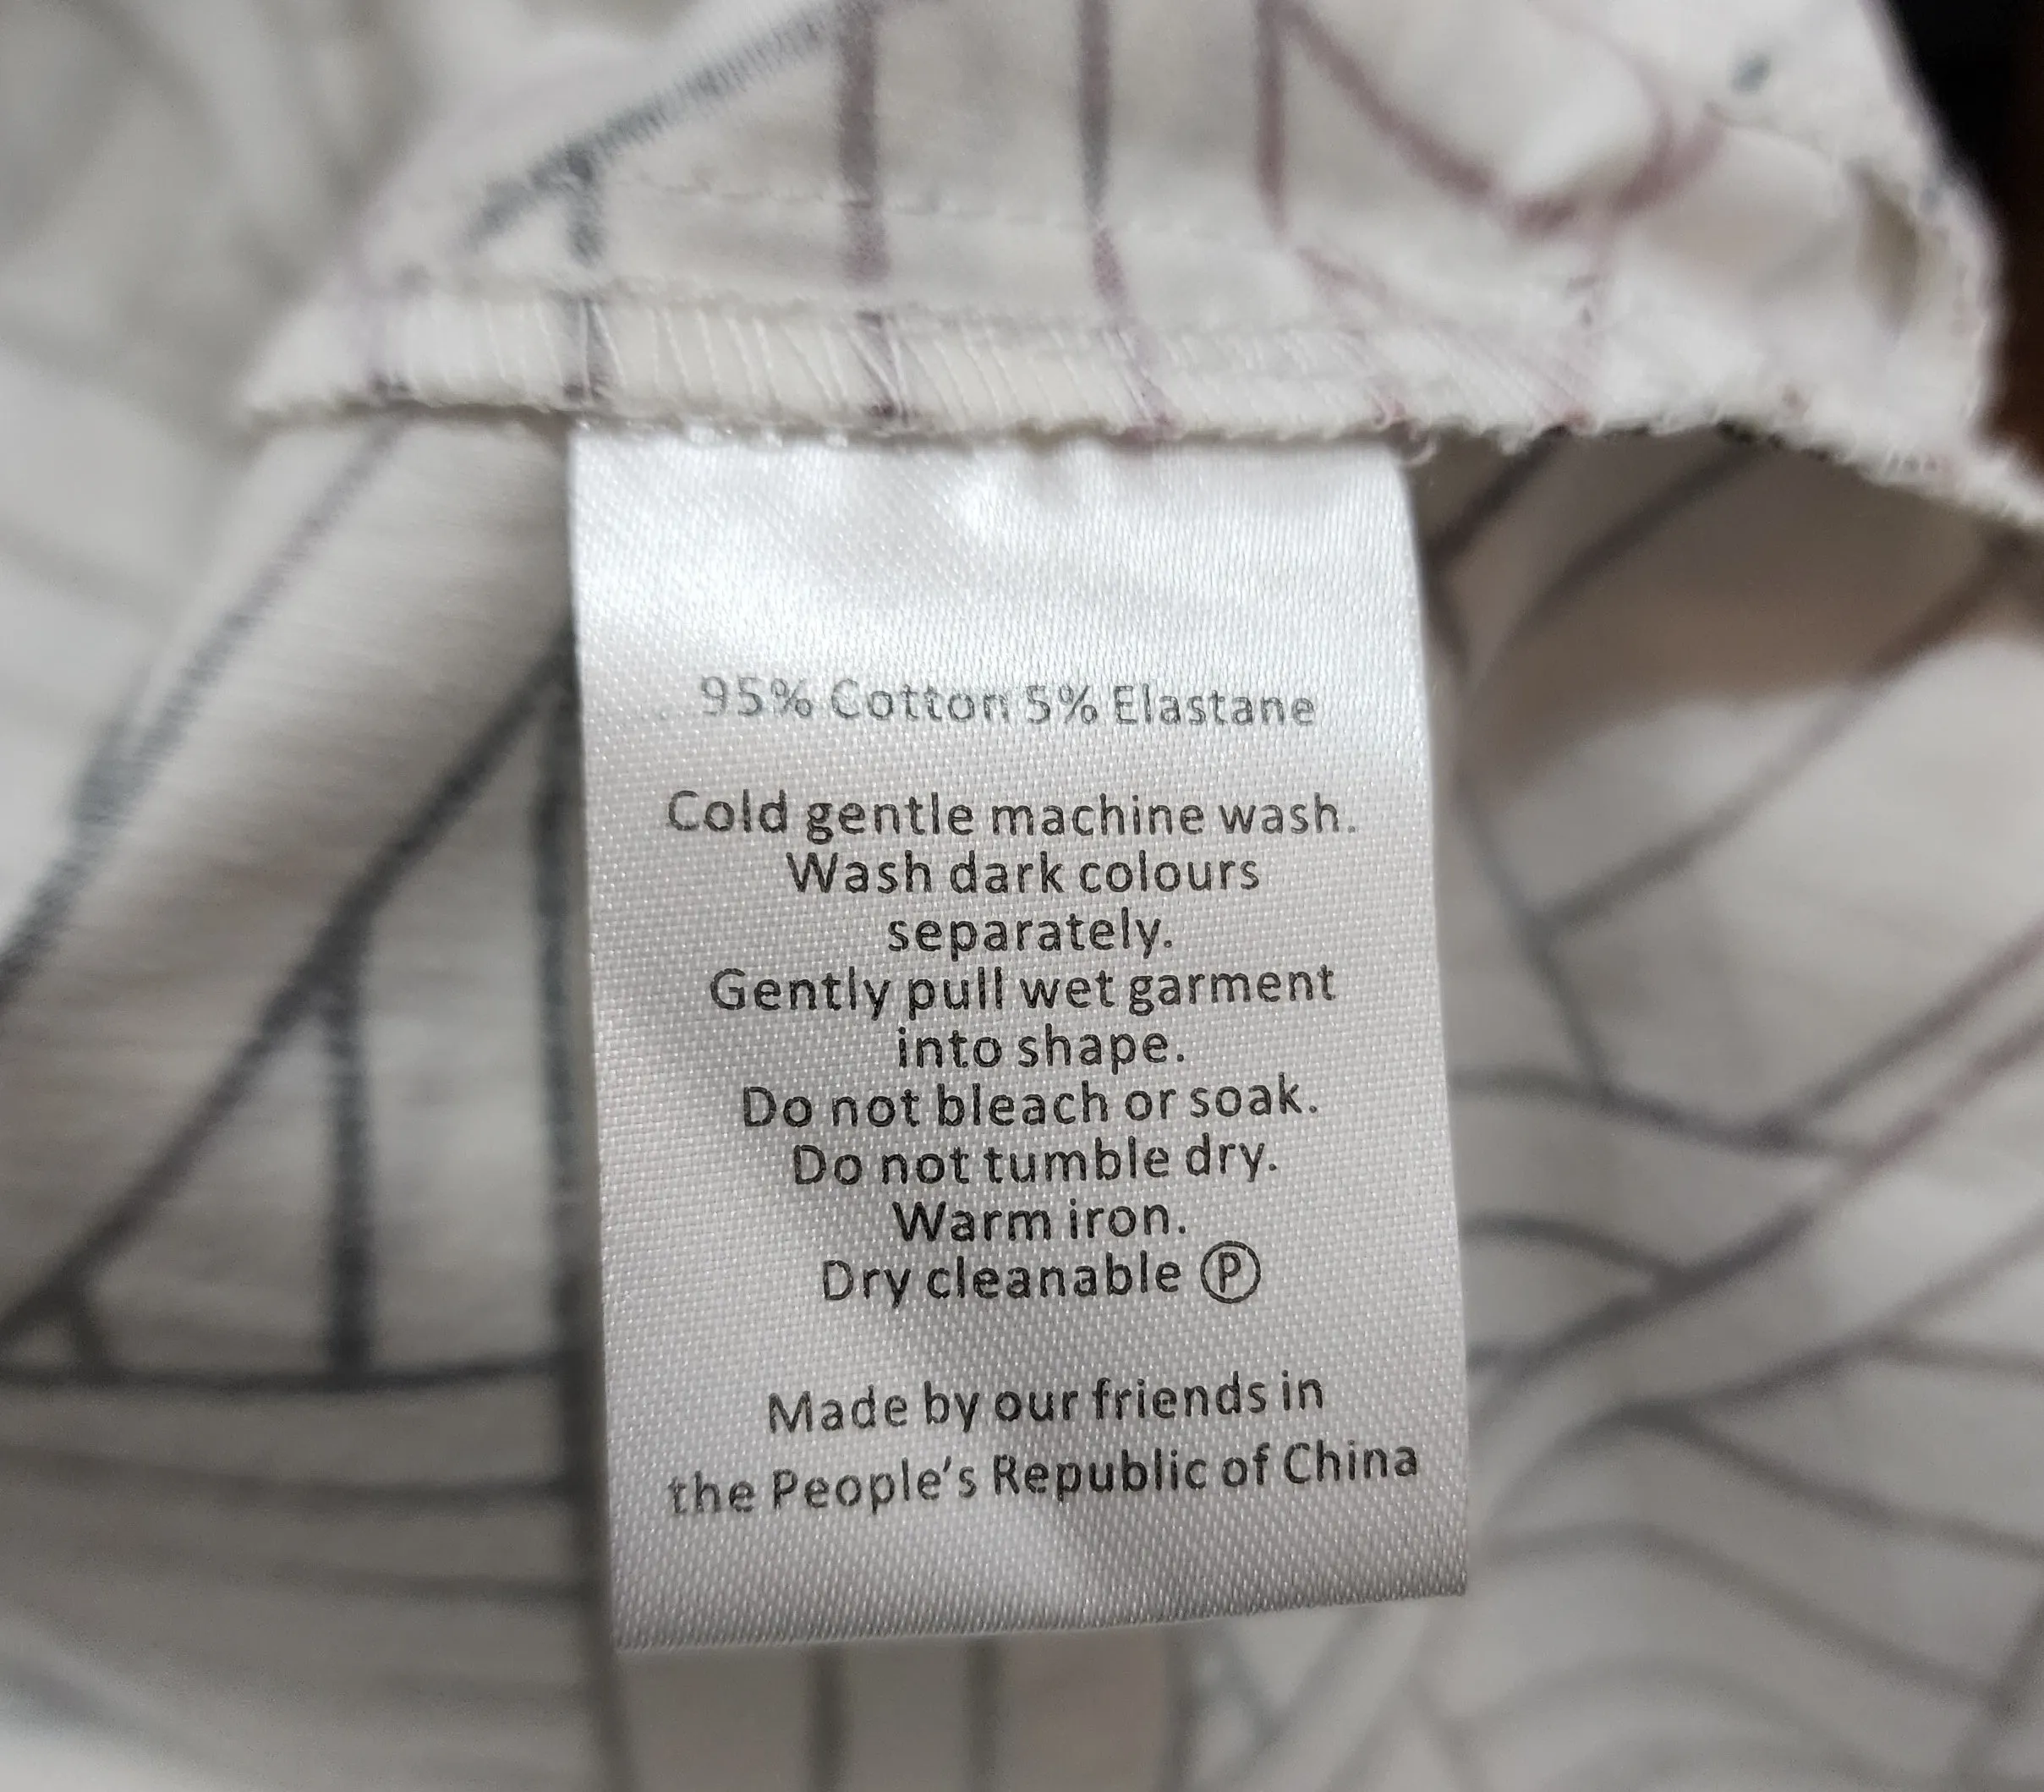 95% Cotton 5% Elastane
Cold gentle machine wash.
Wash dark colours
separately.
Gently pull wet garment
into shape.
Do not bleach or soak.
Do not tumble dry.
Warm iron.
Dry cleanable Ⓟ
Made by our friends in
the People's Republic of China